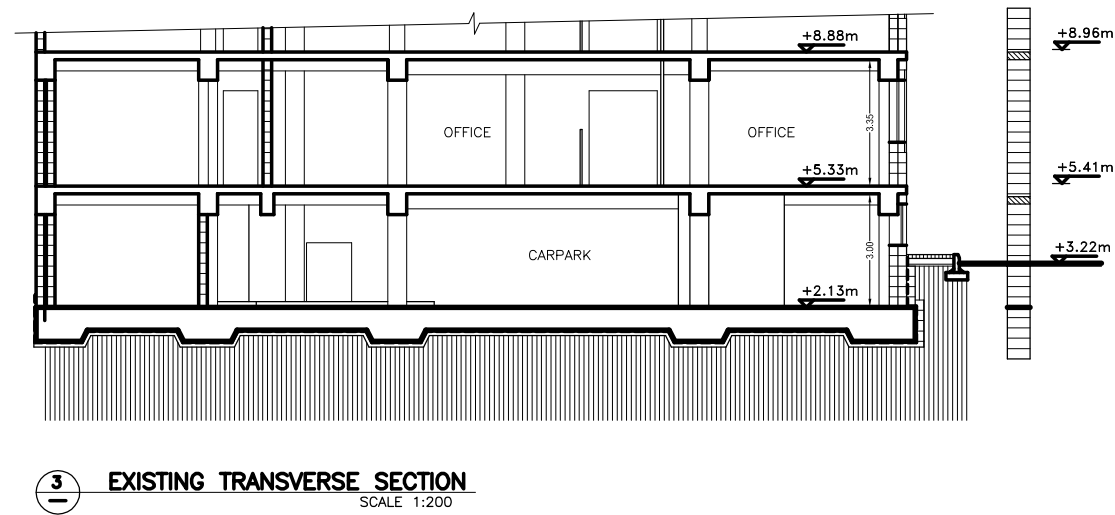 +8.88m
+8.96m
OFFICE
OFFICE
3.35
+5.33m
+5.41m
CARPARK
3.00
+3.22m
+2.13m
3
EXISTING TRANSVERSE SECTION
SCALE 1:200